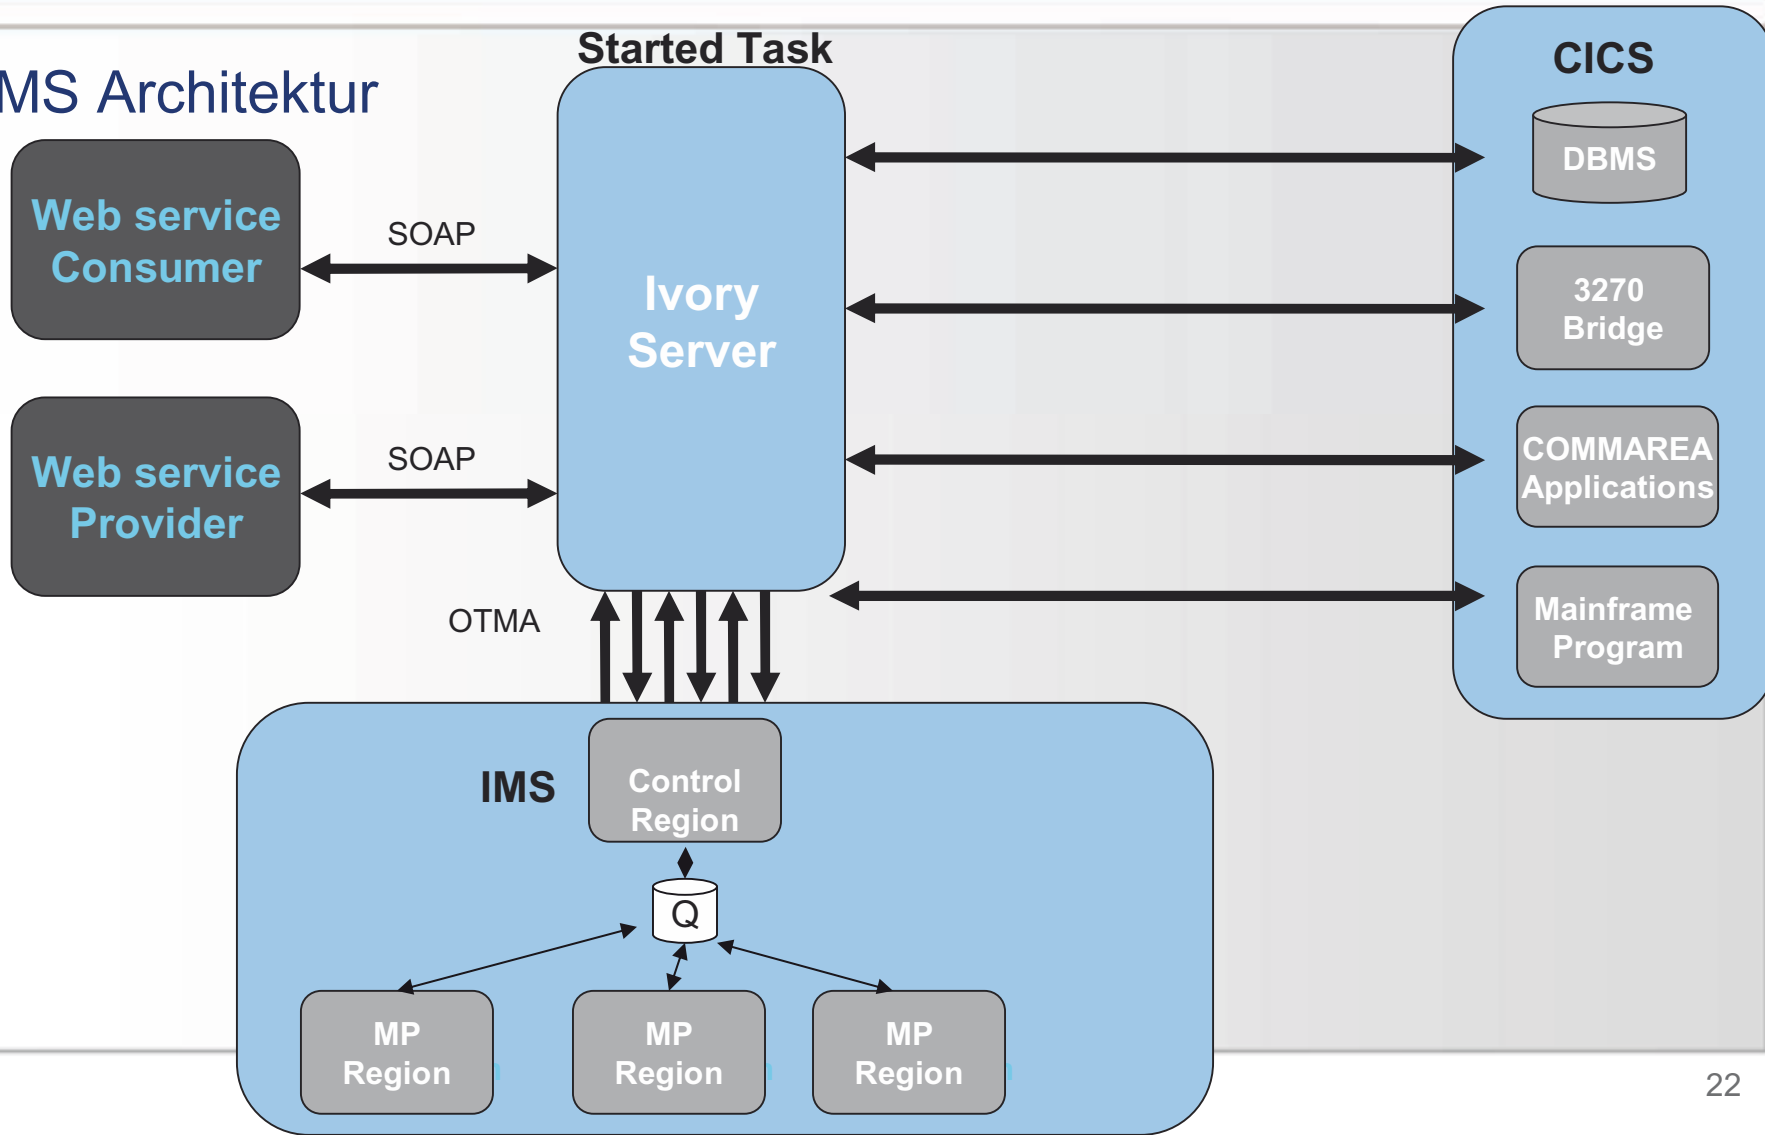 Started Task
MS Architektur
CICS
DBMS
Web service
Consumer
SOAP
Ivory
Server
3270
Bridge
Web service
Provider
SOAP
COMMAREA
Applications
OTMA
Mainframe
Program
IMS
Control
Region
Q
MP
Region
MP
Region
MP
Region
22